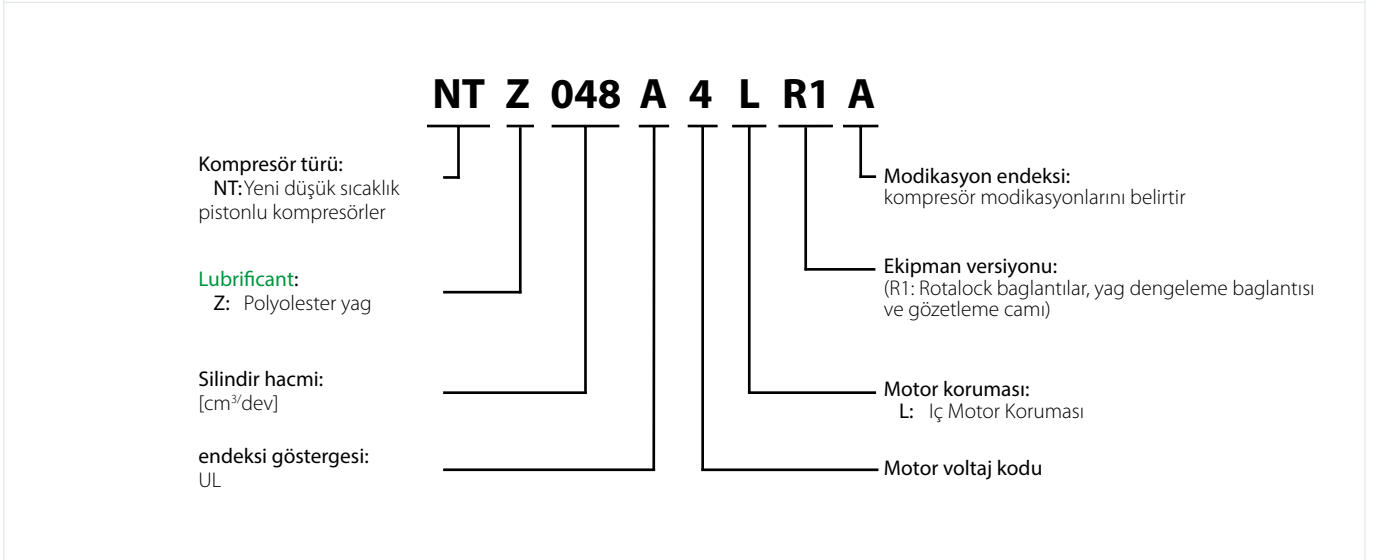 NT Z 048 A 4 L R1 A
Kompresör türü:
NT: Yeni düşük sıcaklık
pistonlu kompresörler
Lubrificant:
Z: Polyolester yag
Silindir hacmi:
[cm³/dev]
endeksi göstergesi:
UL
Modikasyon endeksi:
kompresör modikasyonlarını belirtir
Ekipman versiyonu:
(R1: Rotalock baglantılar, yag dengeleme baglantısı
ve gözetleme camı)
Motor koruması:
L: Iç Motor Koruması
Motor voltaj kodu